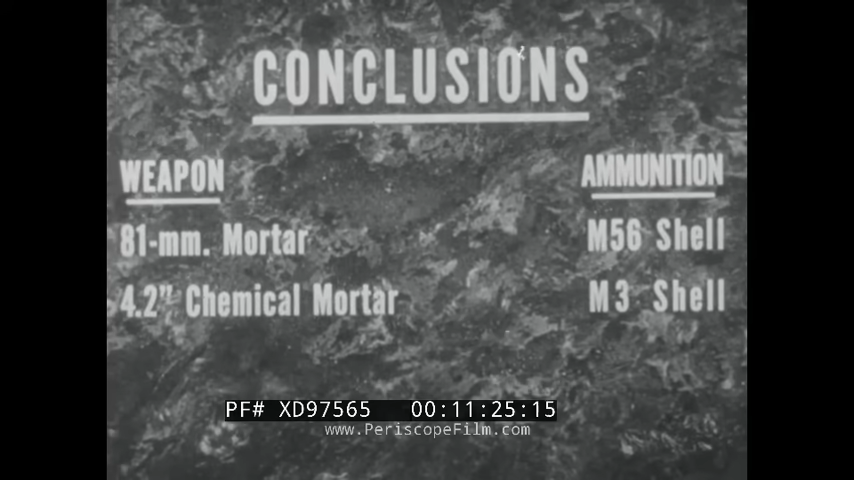 CONCLUSIONS
WEAPON AMMUNITION
81-mm. Mortar M56 Shell
4.2" Chemical Mortar M3 Shell
PF# XD97565 00:11:25:15
www.PeriscopeFilm.com